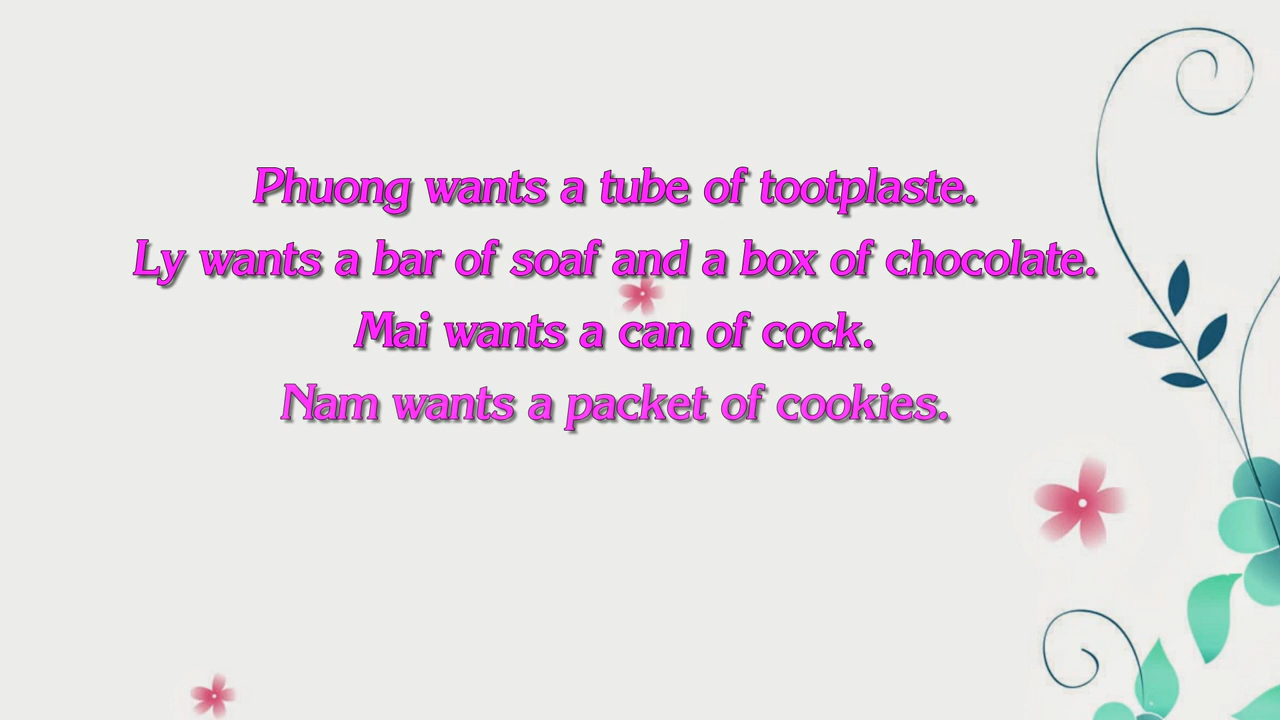 Phuong wants a tube of tootplaste.
Ly wants a bar of soaf and a box of chocolate.
Mai wants a can of cock.
Nam wants a packet of cookies.